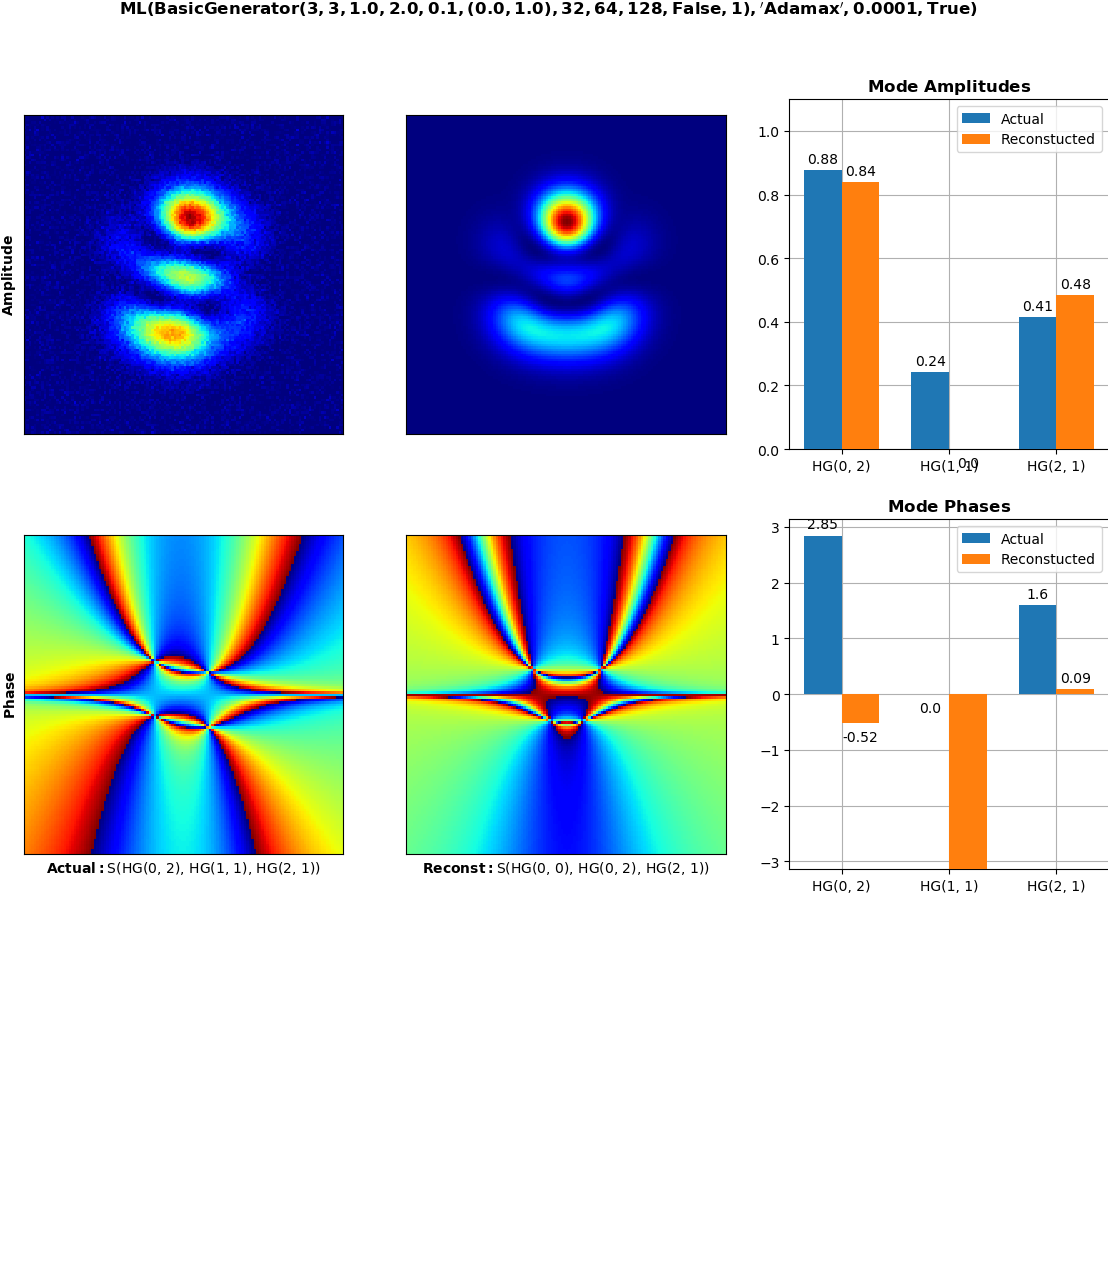 ML(BasicGenerator(3, 3, 1.0, 2.0, 0.1, (0.0, 1.0), 32, 64, 128, False, 1), ′Adamax′, 0.0001, True)
Amplitude
Mode Amplitudes
Actual
Reconstucted
1.0
0.8
0.6
0.4
0.2
0.0
0.88
0.84
0.24
0.0
0.41
0.48
HG(0, 2)
HG(1, 1)
HG(2, 1)
Phase
Actual: S(HG(0, 2), HG(1, 1), HG(2, 1))
Reconst: S(HG(0, 0), HG(0, 2), HG(2, 1))
Mode Phases
Actual
Reconstucted
3
2
1
0
−1
−2
−3
2.85
-0.52
0.0
1.6
0.09
HG(0, 2)
HG(1, 1)
HG(2, 1)